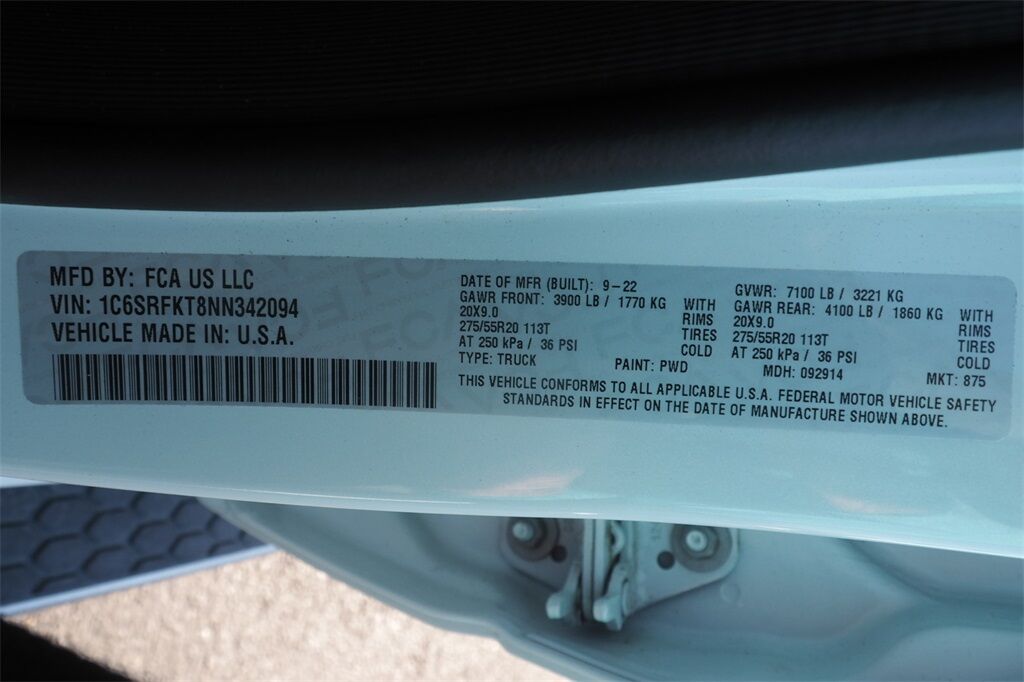 MFD BY: FCA US LLC
VIN: 1C6SRFKT8NN342094
VEHICLE MADE IN: U.S.A.
DATE OF MFR (BUILT): 9-22
GAWR FRONT: 3900 LB / 1770 KG WITH
20X9.0 RIMS
275/55R20 113T TIRES
AT 250 kPa / 36 PSI COLD
TYPE: TRUCK PAINT: PWD
GVWR: 7100 LB / 3221 KG
GAWR REAR: 4100 LB / 1860 KG WITH
20X9.0 RIMS
275/55R20 113T TIRES
AT 250 kPa / 36 PSI COLD
MDH: 092914 MKT: 875
THIS VEHICLE CONFORMS TO ALL APPLICABLE U.S.A. FEDERAL MOTOR VEHICLE SAFETY
STANDARDS IN EFFECT ON THE DATE OF MANUFACTURE SHOWN ABOVE.